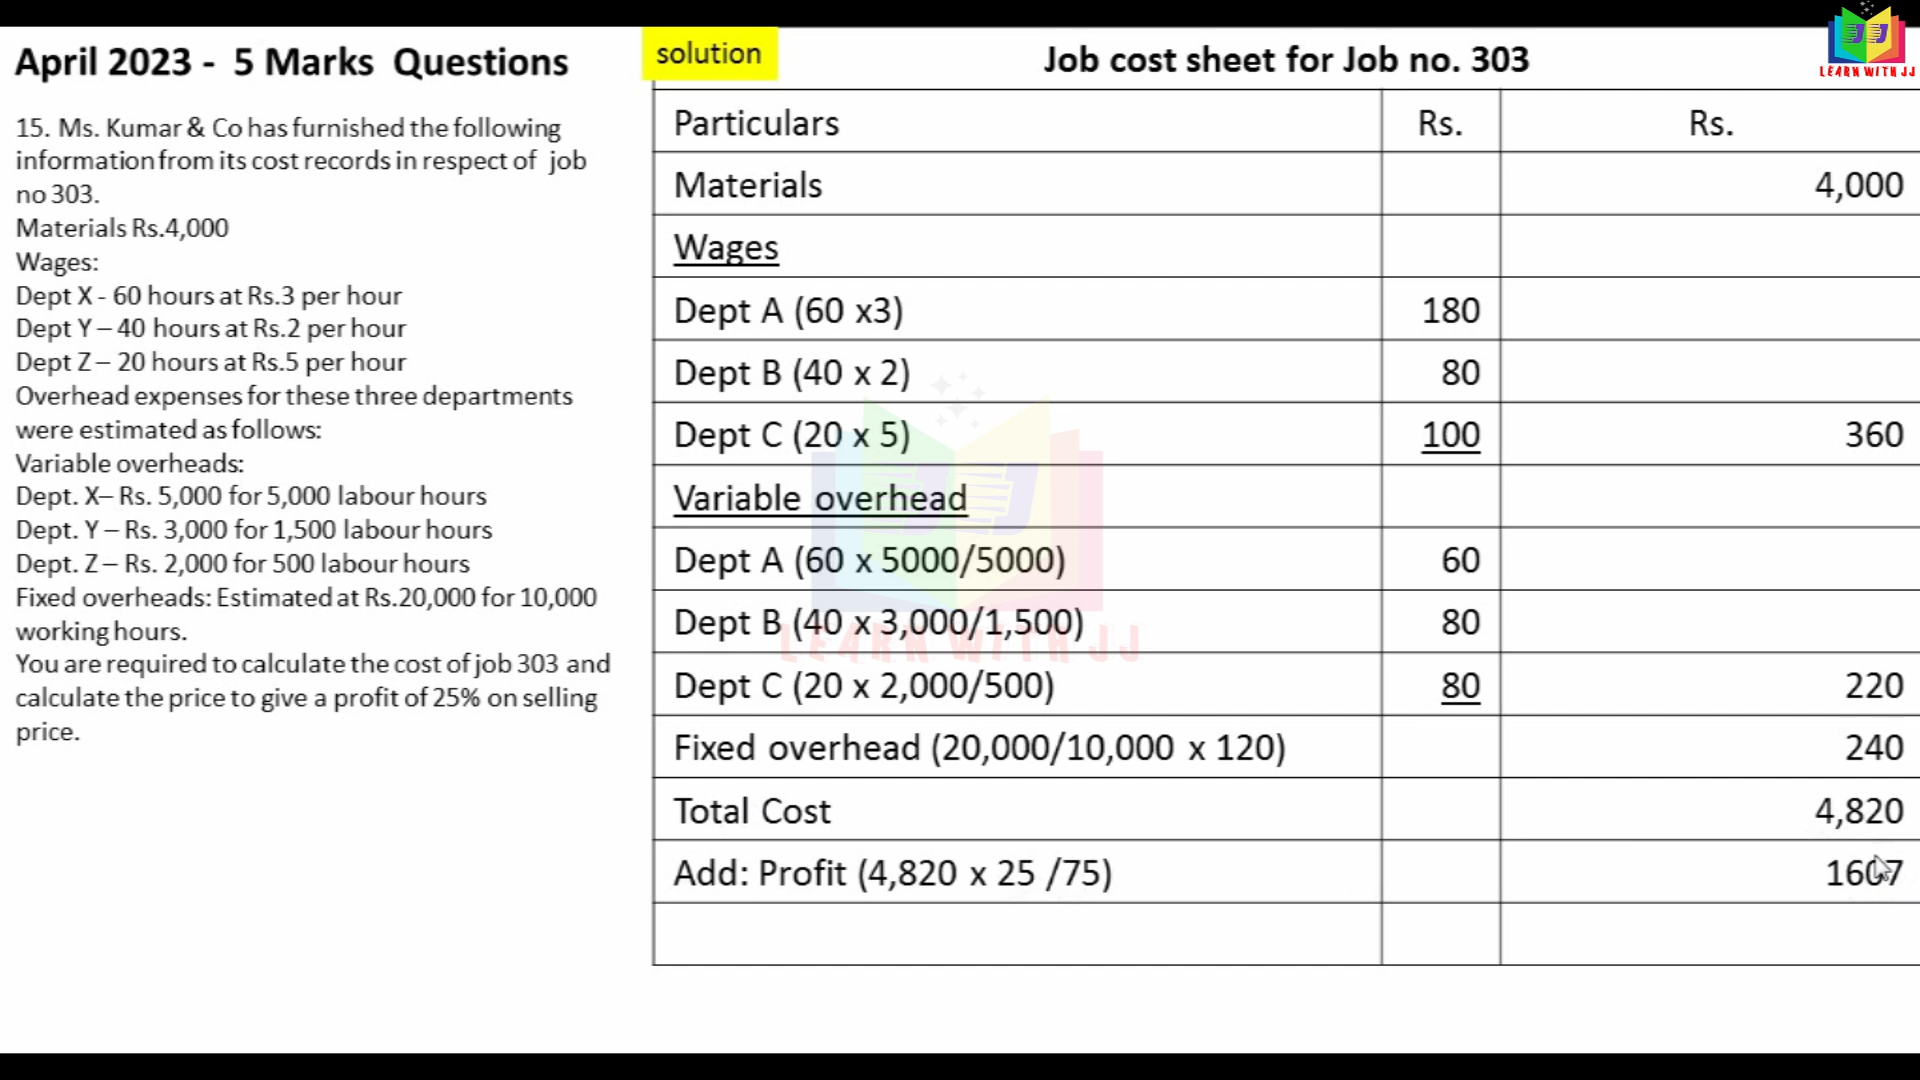 April 2023 - 5 Marks Questions
15. Ms. Kumar & Co has furnished the following
information from its cost records in respect of job
no 303.
Materials Rs.4,000
Wages:
Dept X - 60 hours at Rs.3 per hour
Dept Y – 40 hours at Rs.2 per hour
Dept Z – 20 hours at Rs.5 per hour
Overhead expenses for these three departments
were estimated as follows:
Variable overheads:
Dept. X– Rs. 5,000 for 5,000 labour hours
Dept. Y – Rs. 3,000 for 1,500 labour hours
Dept. Z – Rs. 2,000 for 500 labour hours
Fixed overheads: Estimated at Rs.20,000 for 10,000
working hours.
You are required to calculate the cost of job 303 and
calculate the price to give a profit of 25% on selling
price.
solution
Job cost sheet for Job no. 303
Particulars Rs. Rs.
Materials 4,000
Wages
Dept A (60 x3) 180
Dept B (40 x 2) 80
Dept C (20 x 5) 100 360
Variable overhead
Dept A (60 x 5000/5000) 60
Dept B (40 x 3,000/1,500) 80
Dept C (20 x 2,000/500) 80 220
Fixed overhead (20,000/10,000 x 120) 240
Total Cost 4,820
Add: Profit (4,820 x 25 /75) 1607
JJ
LEARN WITH JJ
JJ
LEARN WITH JJ